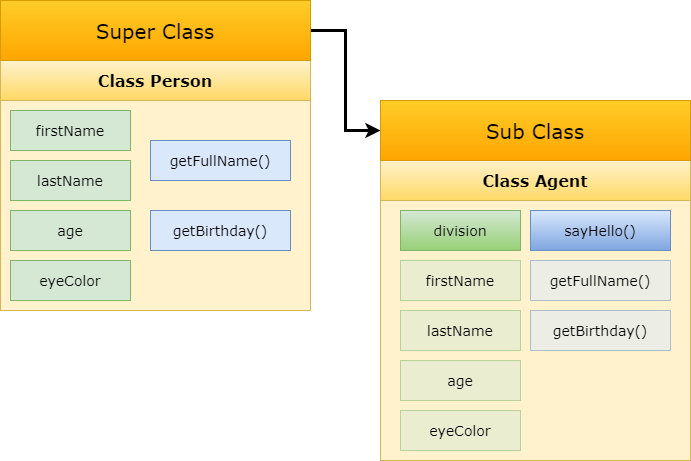 Super Class
Class Person
firstName
lastName
age
eyeColor
getFullName()
getBirthday()
Sub Class
Class Agent
division
sayHello()
firstName
getFullName()
lastName
getBirthday()
age
eyeColor